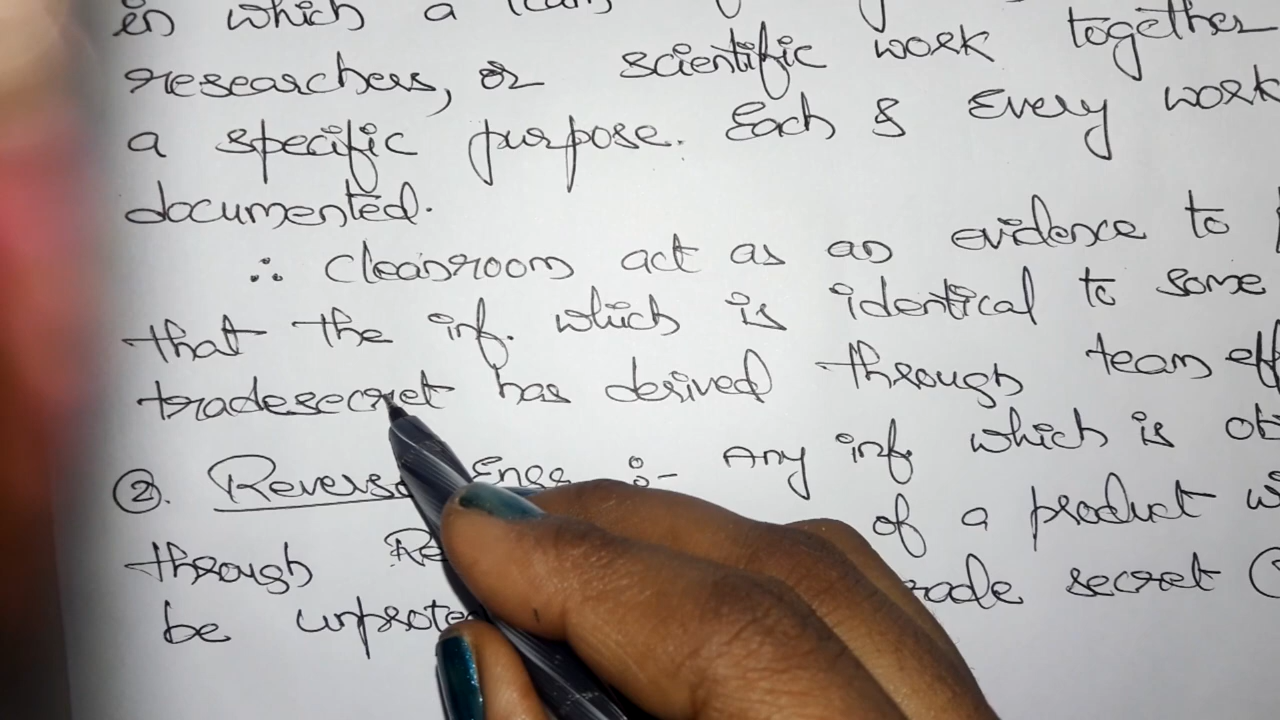 in which a team
researchers, or scientific work together
a specific purpose. Each & Every work
documented.
∴ Cleanroom act as an evidence to
that the inf. which is identical to some
tradesecret has derived through team
②. Reverse Engg :- Any inf. which is
through of a product
be secret